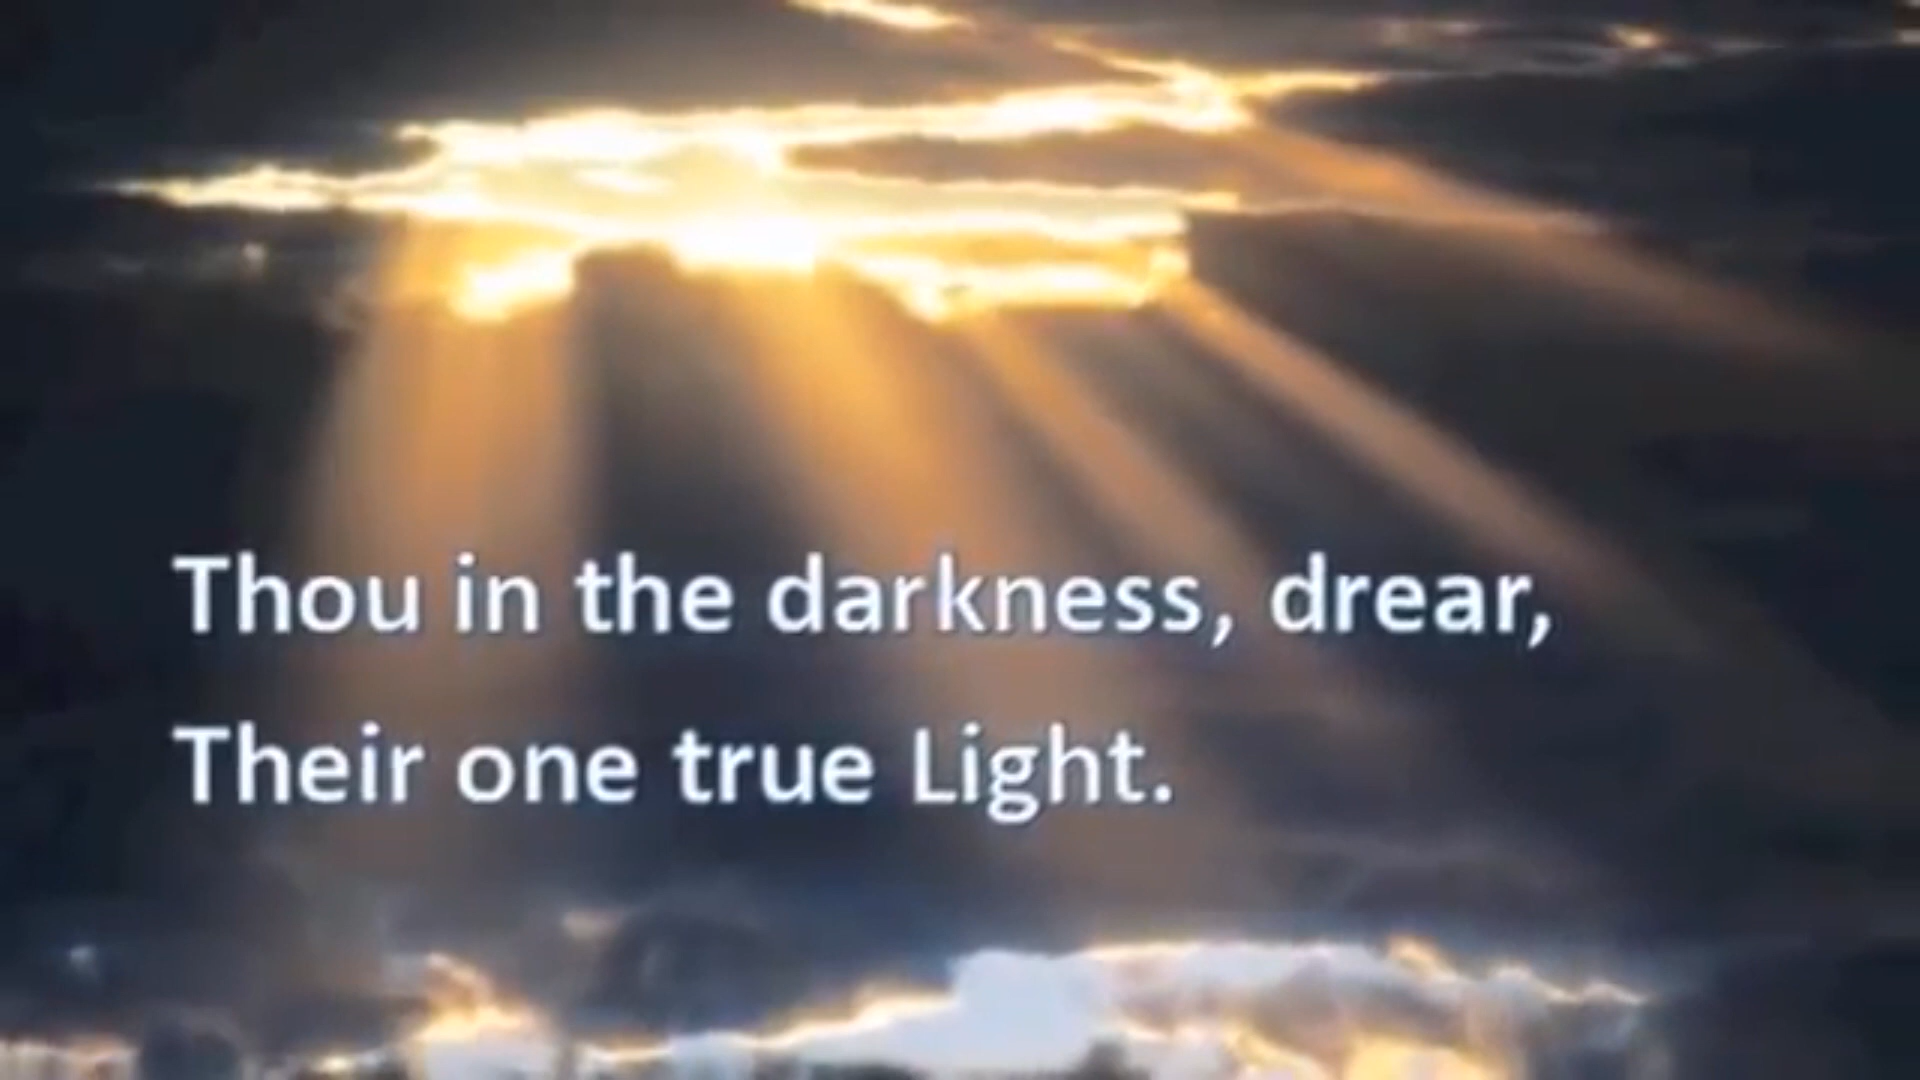 Thou in the darkness, drear,
Their one true Light.